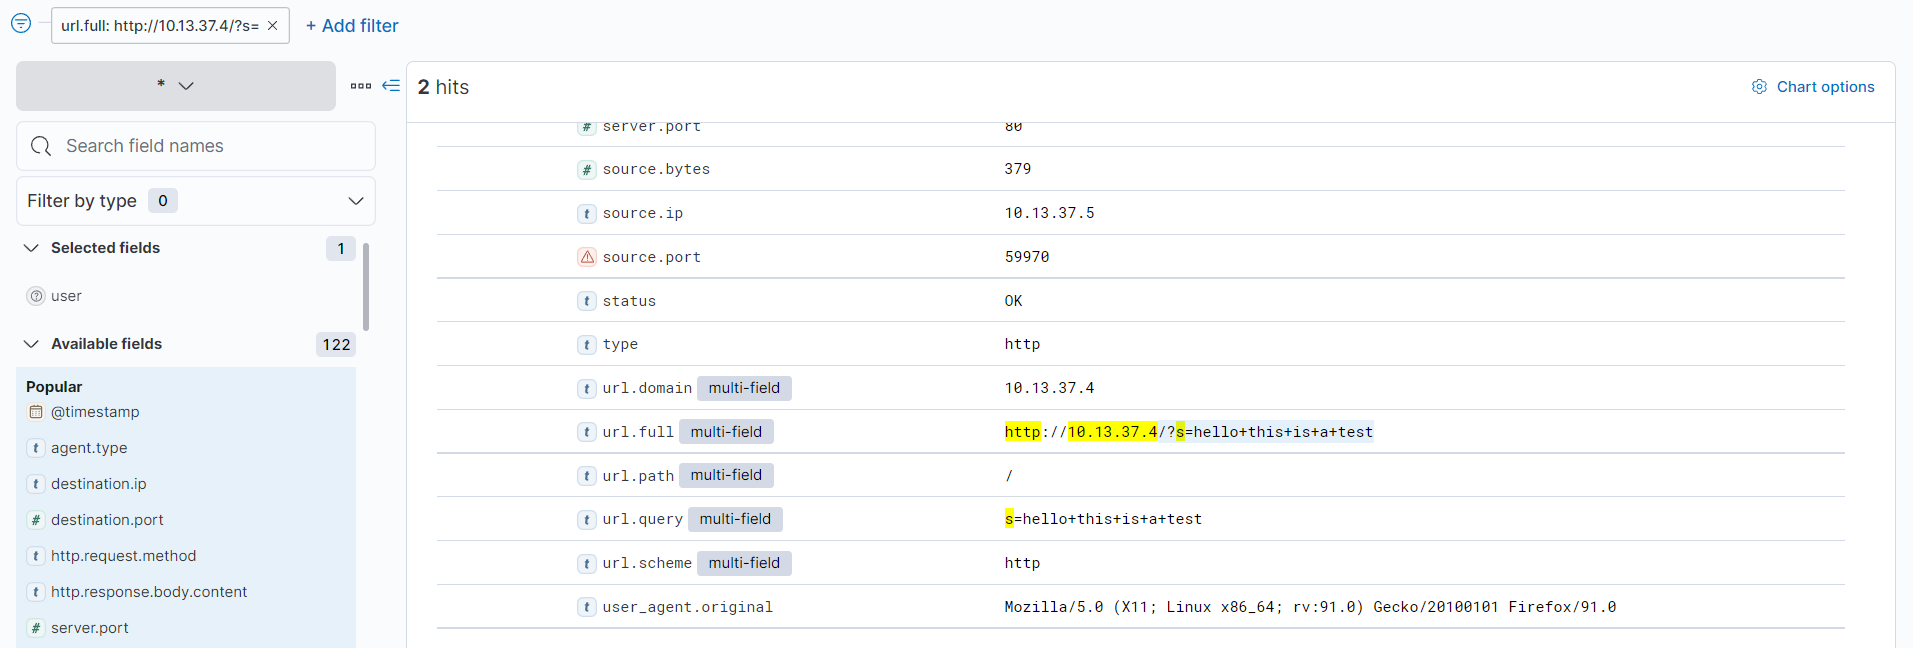 url.full: http://10.13.37.4/?s= ×
+ Add filter
*
2 hits
Chart options
Search field names
Filter by type 0
Selected fields 1
? user
Available fields 122
Popular
@timestamp
t agent.type
t destination.ip
# destination.port
t http.request.method
t http.response.body.content
# server.port
# server.port 80
# source.bytes 379
t source.ip 10.13.37.5
source.port 59970
t status OK
t type http
t url.domain multi-field 10.13.37.4
t url.full multi-field http://10.13.37.4/?s=hello+this+is+a+test
t url.path multi-field /
t url.query multi-field s=hello+this+is+a+test
t url.scheme multi-field http
t user_agent.original Mozilla/5.0 (X11; Linux x86_64; rv:91.0) Gecko/20100101 Firefox/91.0